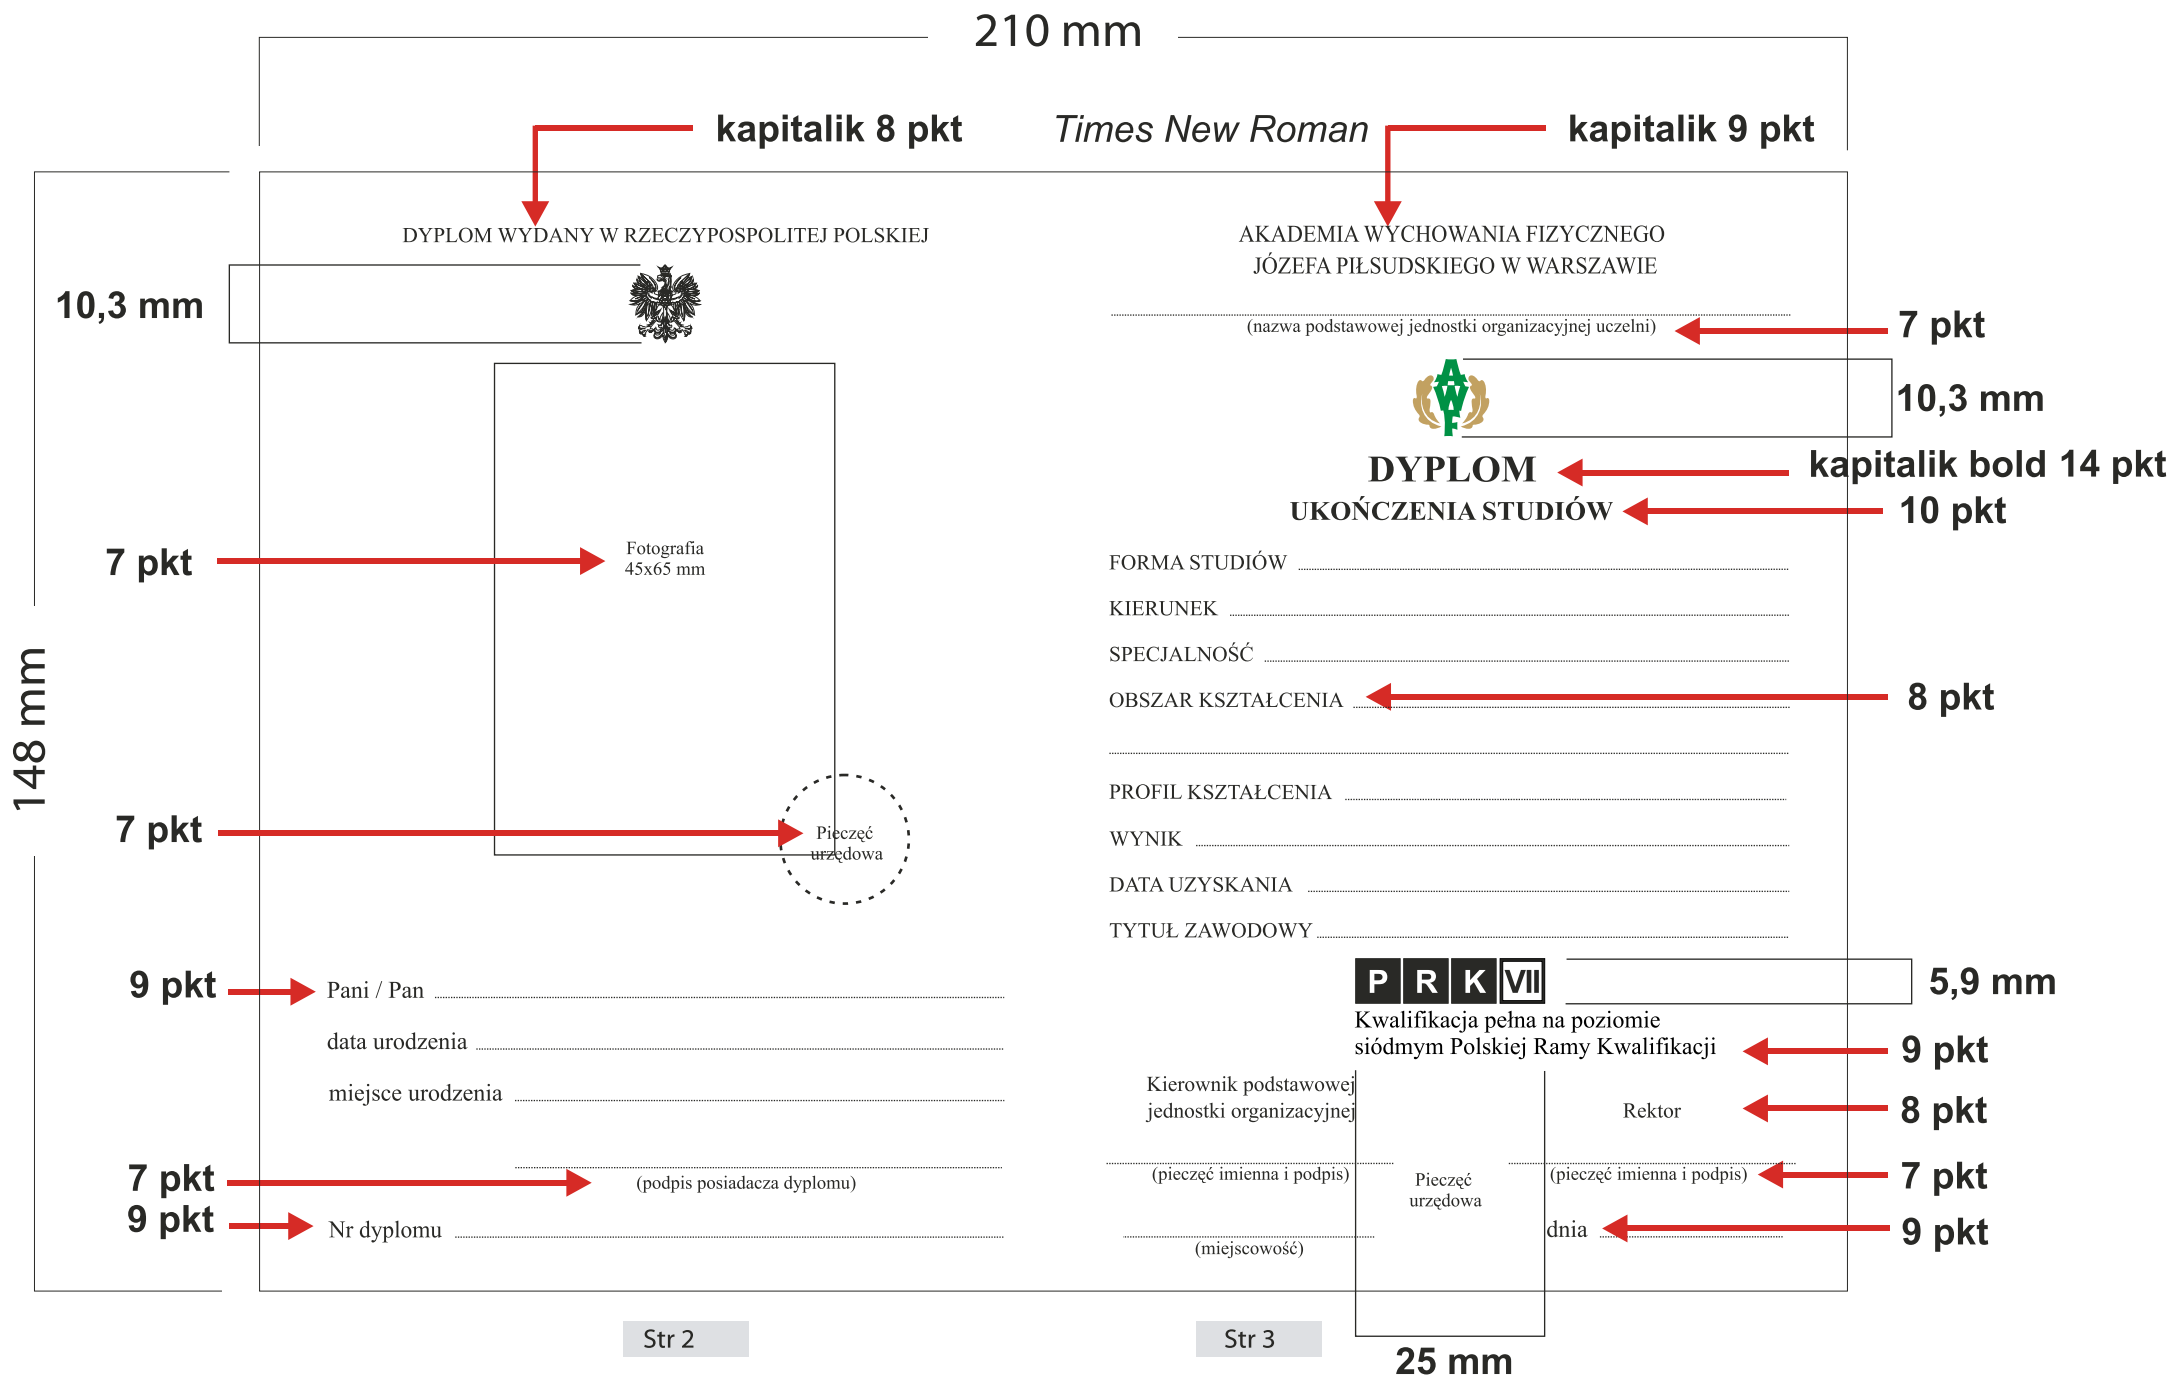 210 mm
kapitalik 8 pkt
Times New Roman
kapitalik 9 pkt
148 mm
DYPLOM WYDANY W RZECZYPOSPOLITEJ POLSKIEJ
10,3 mm
Fotografia
45x65 mm
7 pkt
Pieczęć
urzędowa
7 pkt
9 pkt
Pani / Pan
data urodzenia
miejsce urodzenia
7 pkt
(podpis posiadacza dyplomu)
9 pkt
Nr dyplomu
Str 2
AKADEMIA WYCHOWANIA FIZYCZNEGO
JÓZEFA PIŁSUDSKIEGO W WARSZAWIE
(nazwa podstawowej jednostki organizacyjnej uczelni)
7 pkt
AWF
10,3 mm
DYPLOM
kapitalik bold 14 pkt
UKOŃCZENIA STUDIÓW
10 pkt
FORMA STUDIÓW
KIERUNEK
SPECJALNOŚĆ
OBSZAR KSZTAŁCENIA
8 pkt
PROFIL KSZTAŁCENIA
WYNIK
DATA UZYSKANIA
TYTUŁ ZAWODOWY
P R K VII
5,9 mm
Kwalifikacja pełna na poziomie
siódmym Polskiej Ramy Kwalifikacji
9 pkt
Kierownik podstawowej
jednostki organizacyjnej
Rektor
8 pkt
(pieczęć imienna i podpis)
Pieczęć
urzędowa
(pieczęć imienna i podpis)
7 pkt
(miejscowość)
dnia
9 pkt
Str 3
25 mm